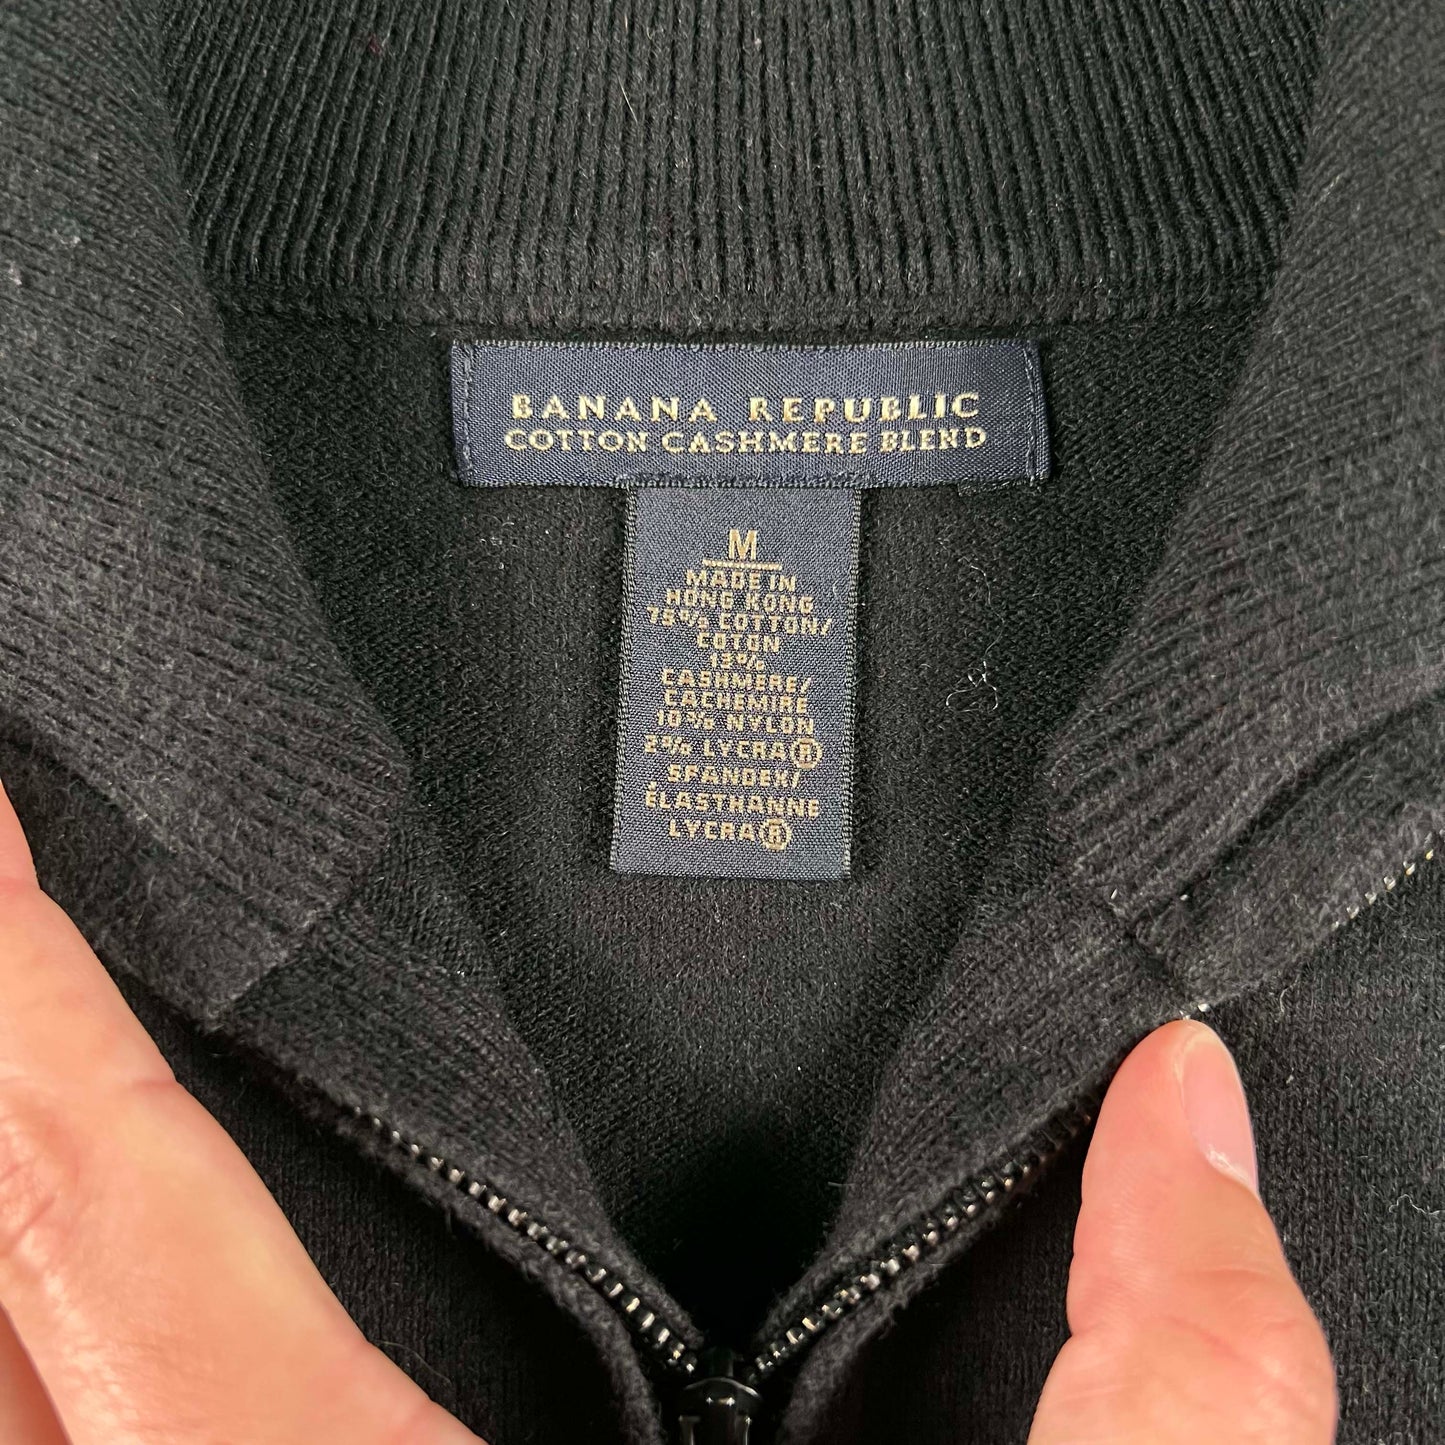 BANANA REPUBLIC
COTTON CASHMERE BLEND
M
MADE IN
HONG KONG
75% COTTON/
COTON
13%
CASHMERE/
CACHEMIRE
10% NYLON
2% LYCRA®
SPANDEX/
ÉLASTHANNE
LYCRA®